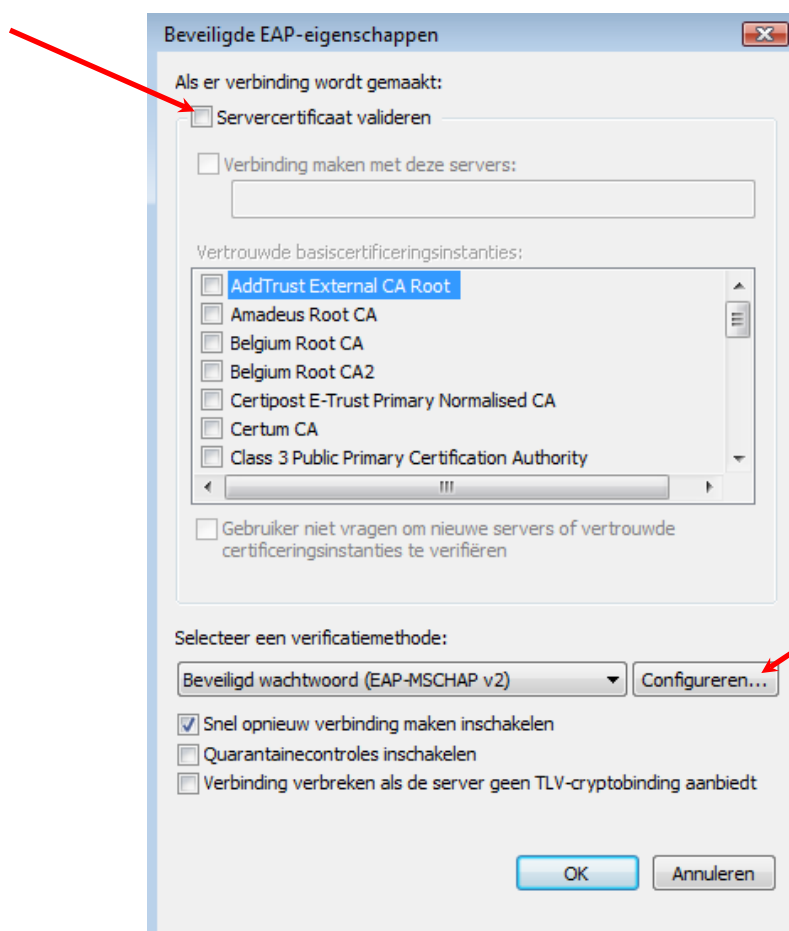 Beveiligde EAP-eigenschappen
Als er verbinding wordt gemaakt:
Servercertificaat valideren
Verbinding maken met deze servers:
Vertrouwde basiscertificeringsinstanties:
AddTrust External CA Root
Amadeus Root CA
Belgium Root CA
Belgium Root CA2
Certipost E-Trust Primary Normalised CA
Certum CA
Class 3 Public Primary Certification Authority
Gebruiker niet vragen om nieuwe servers of vertrouwde
certificeringsinstanties te verifiëren
Selecteer een verificatiemethode:
Beveiligd wachtwoord (EAP-MSCHAP v2)
Configureren...
Snel opnieuw verbinding maken inschakelen
Quarantainecontroles inschakelen
Verbinding verbreken als de server geen TLV-cryptobinding aanbiedt
OK
Annuleren